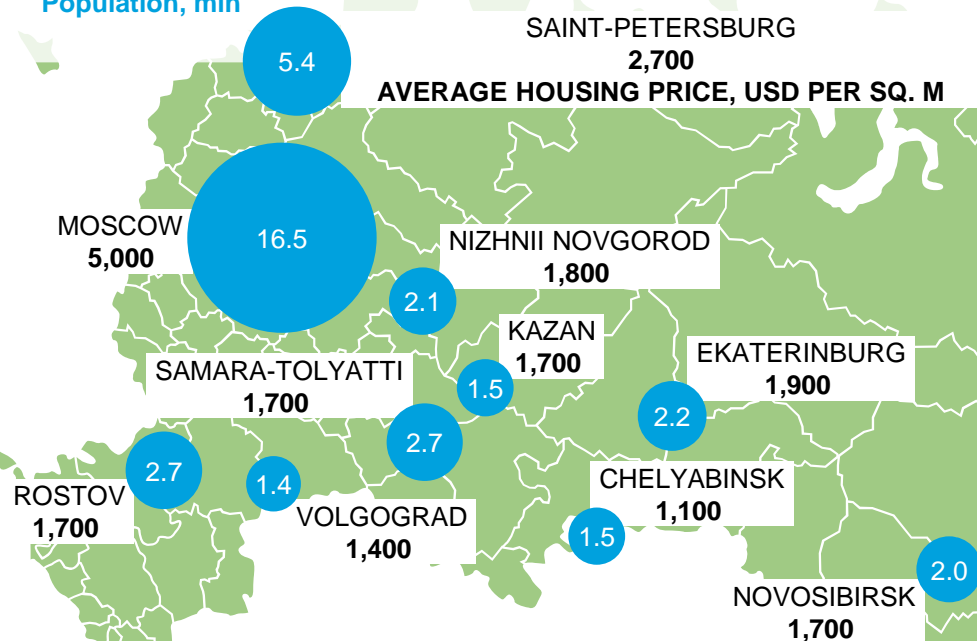 Population, mln
SAINT-PETERSBURG
2,700
AVERAGE HOUSING PRICE, USD PER SQ. M
5.4
MOSCOW
5,000
16.5
NIZHNII NOVGOROD
1,800
2.1
KAZAN
1,700
1.5
EKATERINBURG
1,900
2.2
SAMARA-TOLYATTI
1,700
2.7
ROSTOV
1,700
2.7
1.4
VOLGOGRAD
1,400
CHELYABINSK
1,100
1.5
NOVOSIBIRSK
1,700
2.0